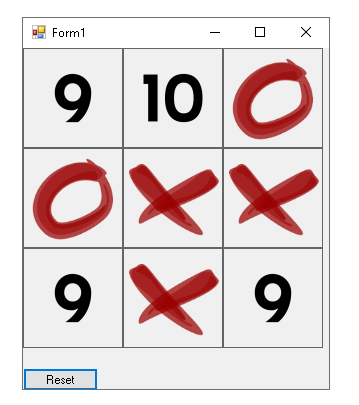 Form1
9 10 O
O X X
9 X 9
Reset